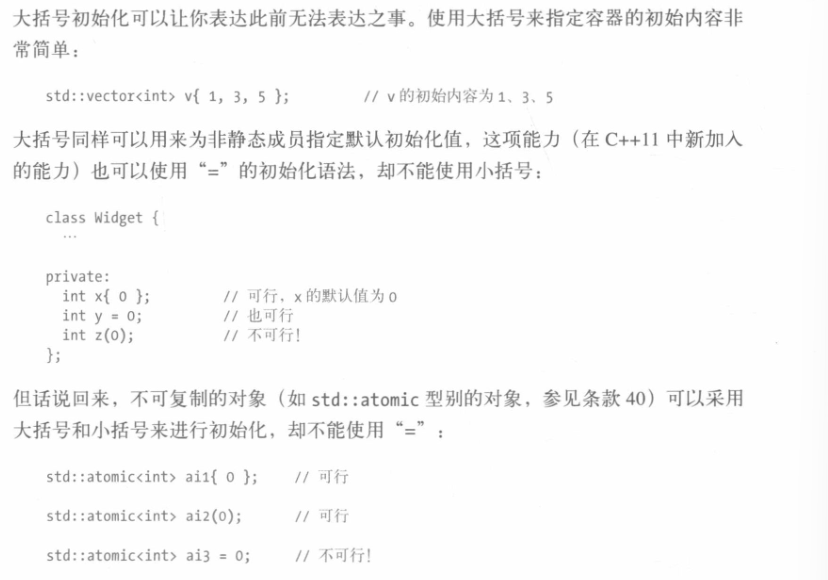 大括号初始化可以让你表达此前无法表达之事。使用大括号来指定容器的初始内容非
常简单：
std::vector<int> v{ 1, 3, 5 }; // v 的初始内容为 1、3、5
大括号同样可以用来为非静态成员指定默认初始化值，这项能力（在 C++11 中新加入
的能力）也可以使用“=”的初始化语法，却不能使用小括号：
class Widget {
…
private:
int x{ 0 }; // 可行，x 的默认值为 0
int y = 0; // 也可行
int z(0); // 不可行！
};
但话说回来，不可复制的对象（如 std::atomic 型别的对象，参见条款 40）可以采用
大括号和小括号来进行初始化，却不能使用“=”：
std::atomic<int> ai1{ 0 }; // 可行
std::atomic<int> ai2(0); // 可行
std::atomic<int> ai3 = 0; // 不可行！